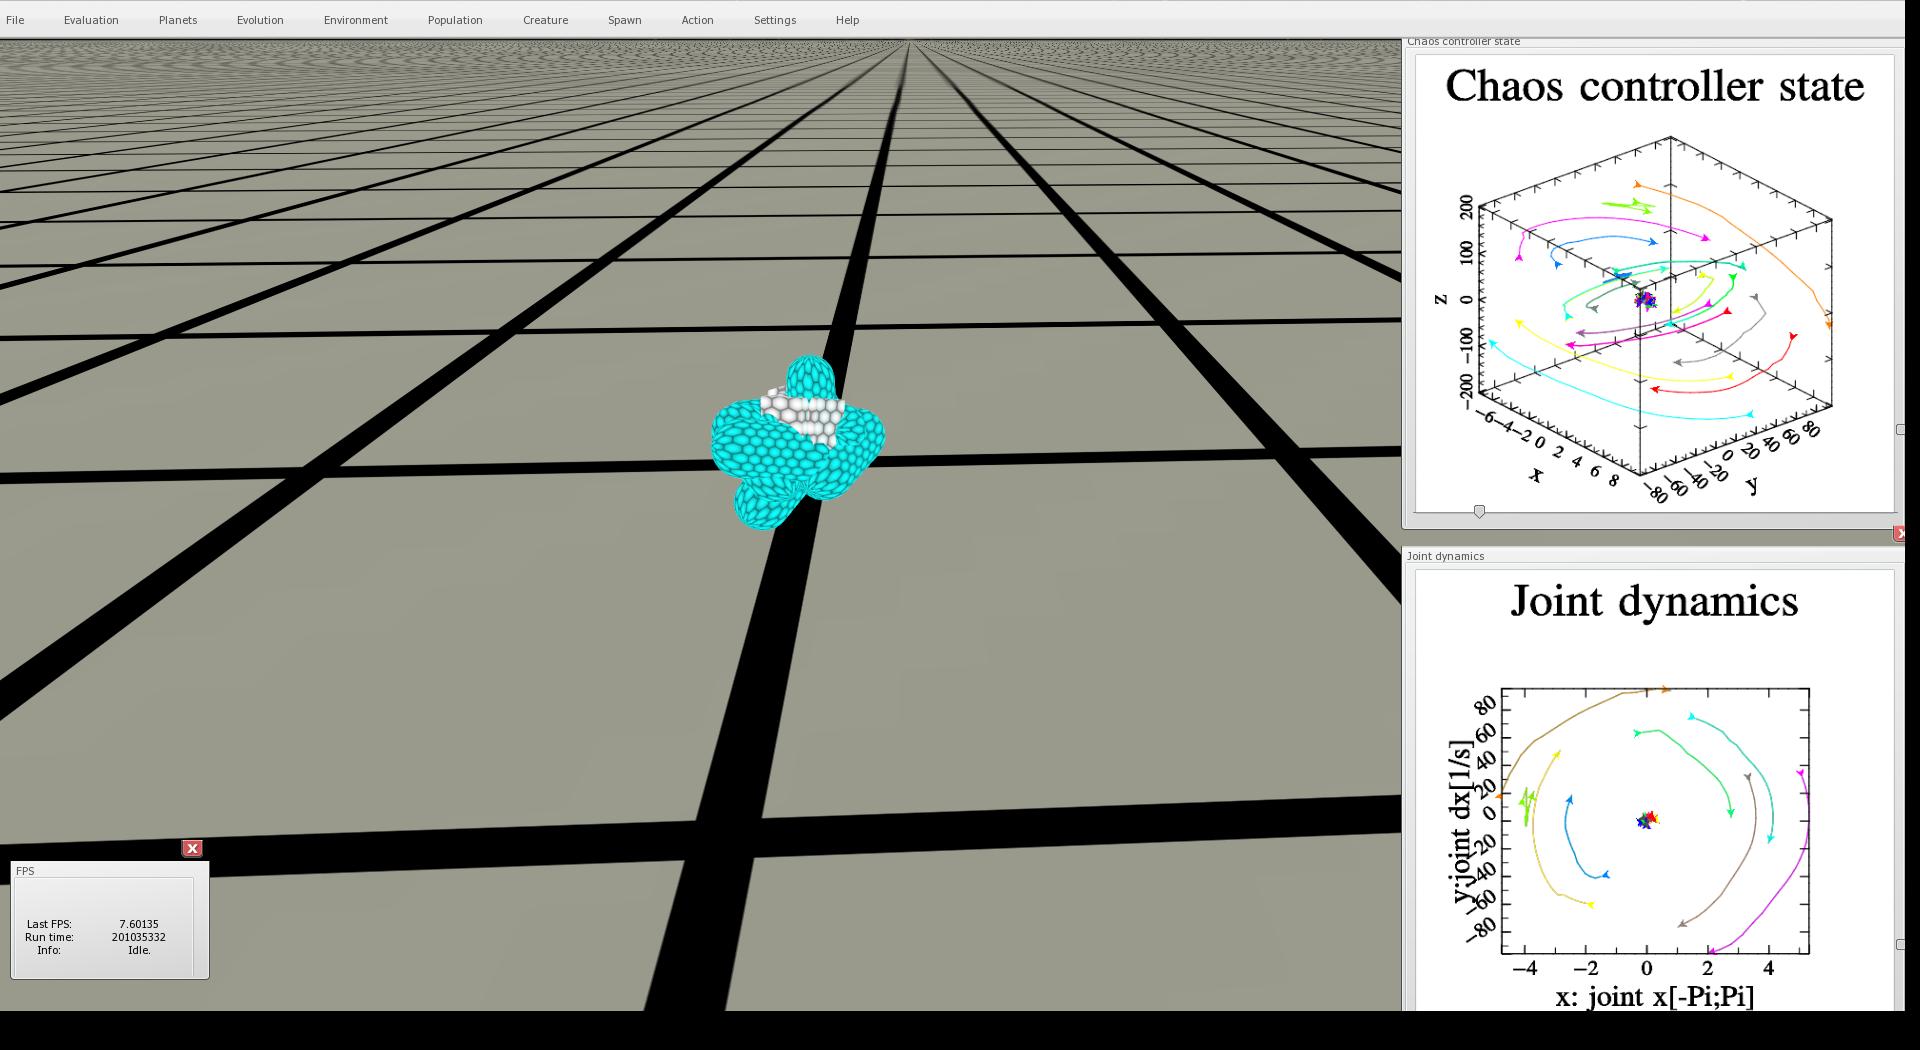 File Evaluation Planets Evolution Environment Population Creature Spawn Action Settings Help
Chaos controller state
Chaos controller state
200
100
0
−100
−200
z
−6 −4 −2 0 2 4 6 8
x
−80 −60 −40 −20 0 20 40 60 80
y
Joint dynamics
Joint dynamics
80
60
40
20
0
−20
−40
−60
−80
y:joint dx[1/s]
−4 −2 0 2 4
x: joint x[-Pi;Pi]
FPS
Last FPS: 7.60135
Run time: 201035332
Info: Idle.